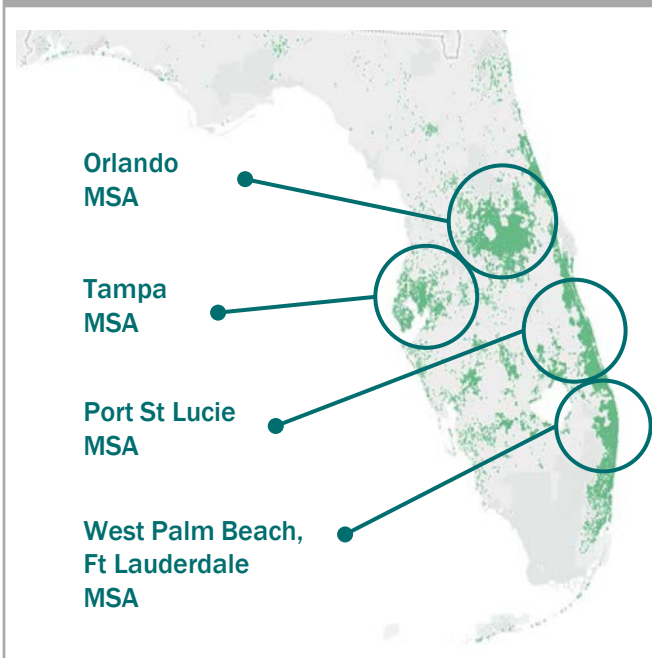 Orlando
MSA
Tampa
MSA
Port St Lucie
MSA
West Palm Beach,
Ft Lauderdale
MSA